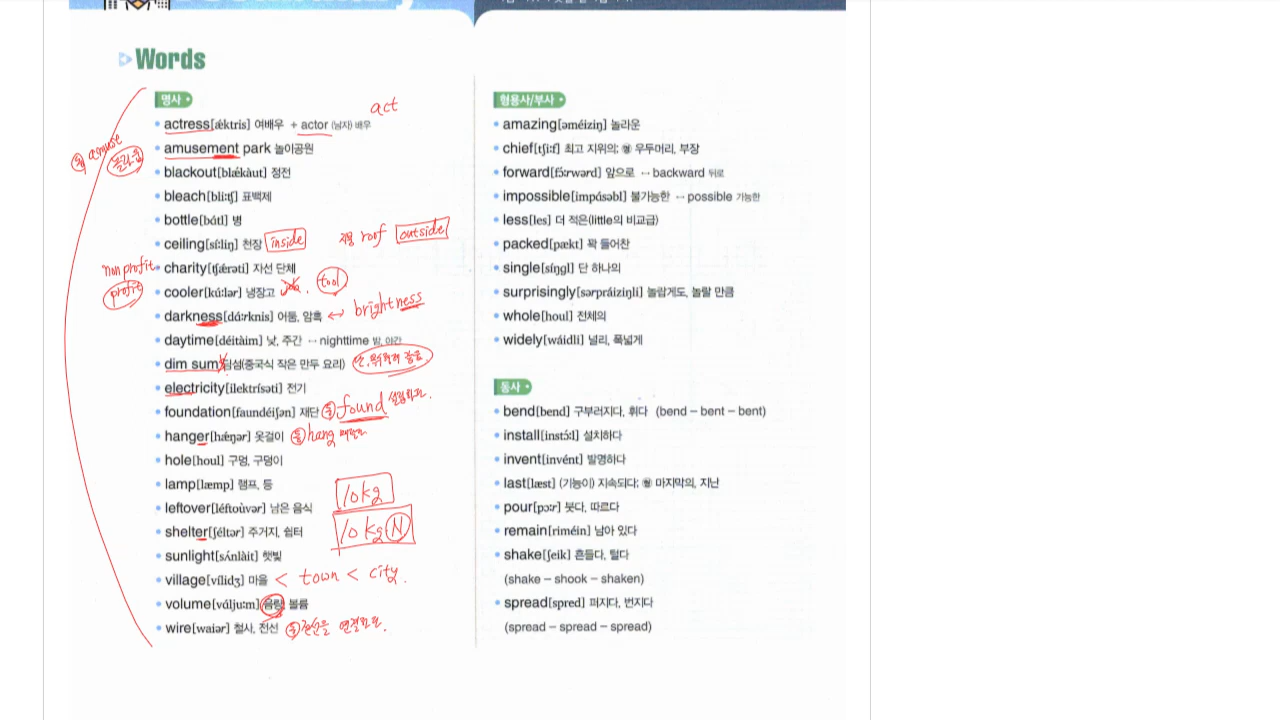 Words
명사
act
actress[ǽktris] 여배우 + actor (남자) 배우
동 amuse
amusement park 놀이공원
blackout[blǽkàut] 정전
bleach[bliːtʃ] 표백제
bottle[bátl] 병
ceiling[síːliŋ] 천장 inside 지붕 roof outside
non profit
charity[tʃǽrəti] 자선 단체
profit
cooler[kúːlər] 냉장고 tool
darkness[dáːrknis] 어둠, 암흑 ↔ brightness
daytime[déitàim] 낮, 주간 ↔ nighttime 밤, 야간
dim sum 딤섬(중국식 작은 만두 요리)
electricity[ilektrísəti] 전기
foundation[faundéiʃən] 재단 동 found 설립하다.
hanger[hǽŋər] 옷걸이 동 hang 매달다
hole[houl] 구멍, 구덩이
lamp[læmp] 램프, 등
10kg
leftover[léftoùvər] 남은 음식
10kg N
shelter[ʃéltər] 주거지, 쉼터
sunlight[sʌ́nlàit] 햇빛
village[vílidʒ] 마을 < town < city.
volume[váljuːm] 음량, 볼륨
wire[waiər] 철사, 전선 동 전선을 연결하다.
형용사/부사
amazing[əméiziŋ] 놀라운
chief[tʃiːf] 최고 지위의; 명 우두머리, 부장
forward[fɔ́ːrwərd] 앞으로 ↔ backward 뒤로
impossible[impásəbl] 불가능한 ↔ possible 가능한
less[les] 더 적은(little의 비교급)
packed[pækt] 꽉 들어찬
single[síŋgl] 단 하나의
surprisingly[sərpráiziŋli] 놀랍게도, 놀랄 만큼
whole[houl] 전체의
widely[wáidli] 널리, 폭넓게
동사
bend[bend] 구부러지다, 휘다 (bend – bent – bent)
install[instɔ́ːl] 설치하다
invent[invént] 발명하다
last[læst] (기능이) 지속되다; 형 마지막의, 지난
pour[pɔːr] 붓다, 따르다
remain[riméin] 남아 있다
shake[ʃeik] 흔들다, 털다
(shake – shook – shaken)
spread[spred] 퍼지다, 번지다
(spread – spread – spread)